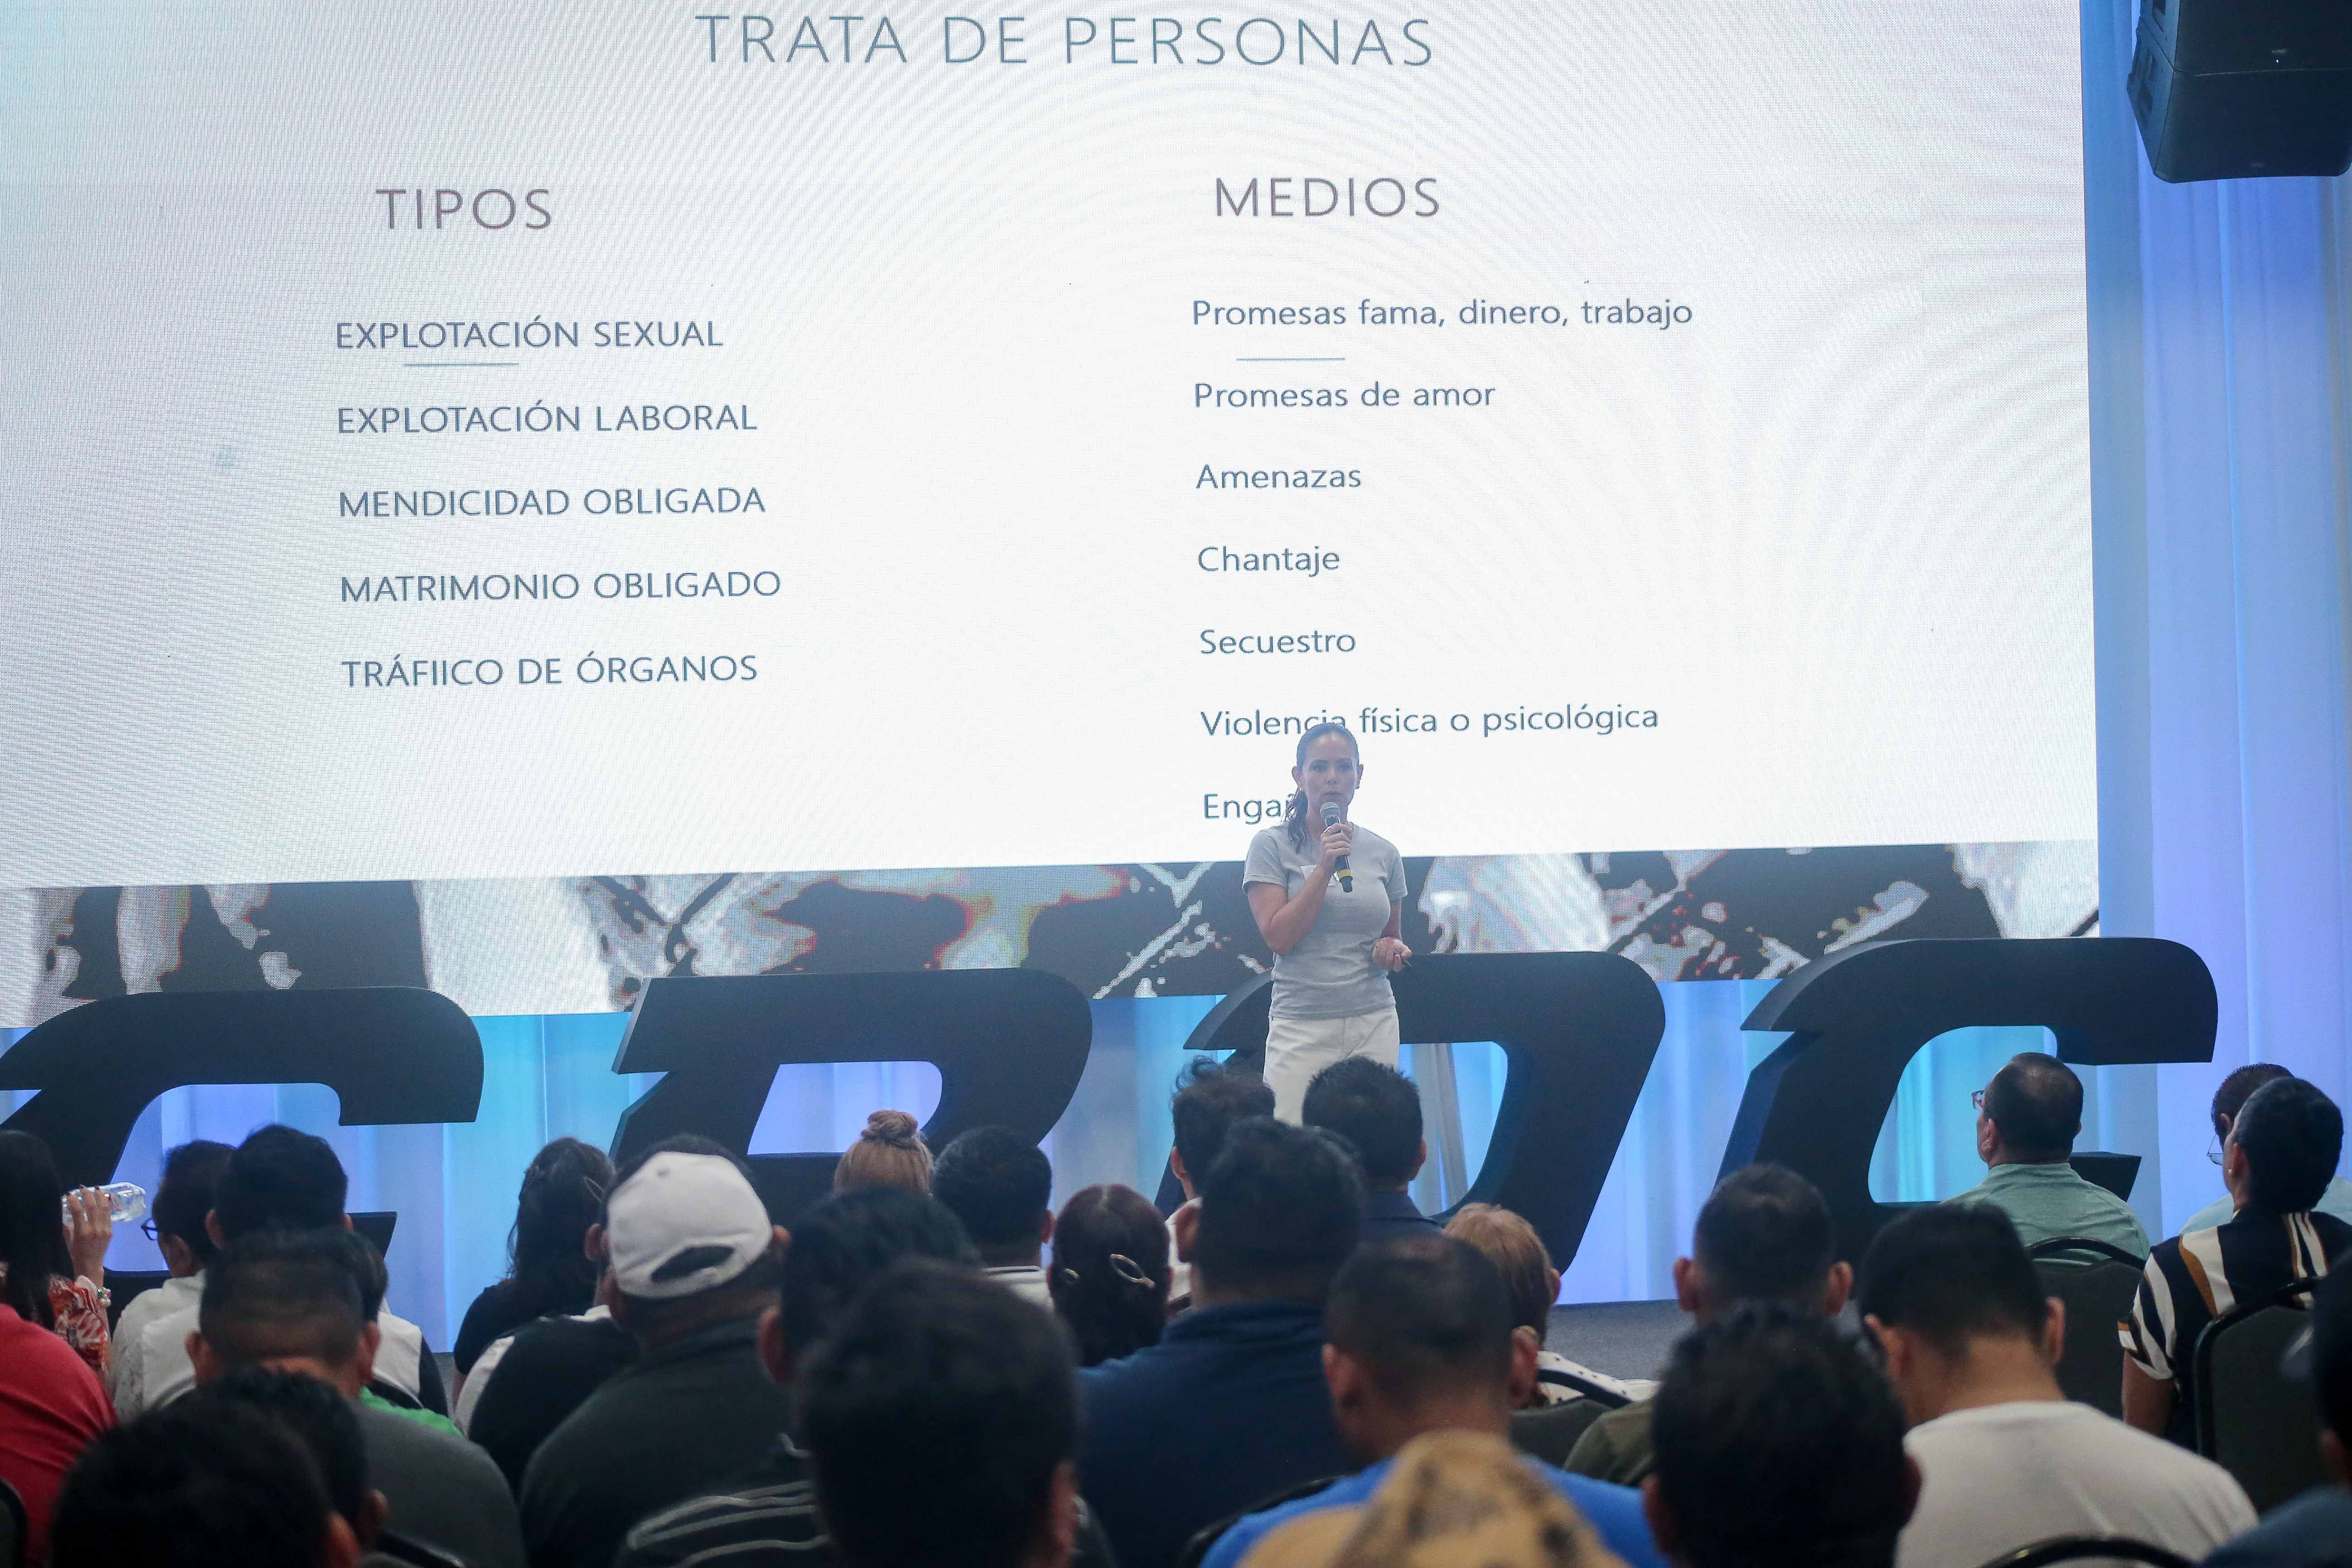 TRATA DE PERSONAS
TIPOS
EXPLOTACIÓN SEXUAL
EXPLOTACIÓN LABORAL
MENDICIDAD OBLIGADA
MATRIMONIO OBLIGADO
TRÁFIICO DE ÓRGANOS
MEDIOS
Promesas fama, dinero, trabajo
Promesas de amor
Amenazas
Chantaje
Secuestro
Violencia física o psicológica